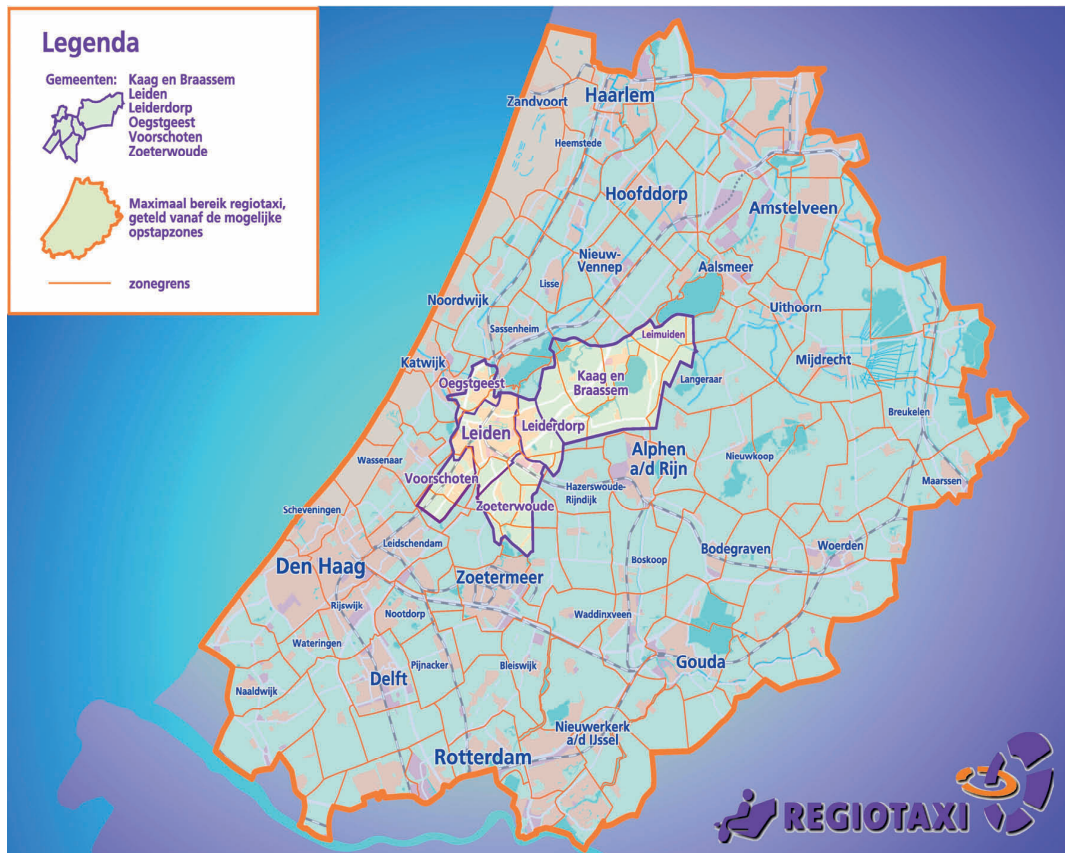 Legenda
Gemeenten: Kaag en Braassem
Leiden
Leiderdorp
Oegstgeest
Voorschoten
Zoeterwoude
Maximaal bereik regiotaxi,
geteld vanaf de mogelijke
opstapzones
zonegrens
Zandvoort
Haarlem
Heemstede
Hoofddorp
Amstelveen
Nieuw-
Vennep
Aalsmeer
Lisse
Noordwijk
Uithoorn
Sassenheim
Leimuiden
Katwijk
Mijdrecht
Oegstgeest
Kaag en
Braassem
Langeraar
Breukelen
Leiden
Leiderdorp
Alphen
a/d Rijn
Nieuwkoop
Wassenaar
Voorschoten
Hazerswoude-
Rijndijk
Maarssen
Zoeterwoude
Scheveningen
Leidschendam
Bodegraven
Woerden
Den Haag
Zoetermeer
Boskoop
Rijswijk
Nootdorp
Waddinxveen
Wateringen
Pijnacker
Bleiswijk
Gouda
Naaldwijk
Delft
Nieuwerkerk
a/d IJssel
Rotterdam
REGIOTAXI